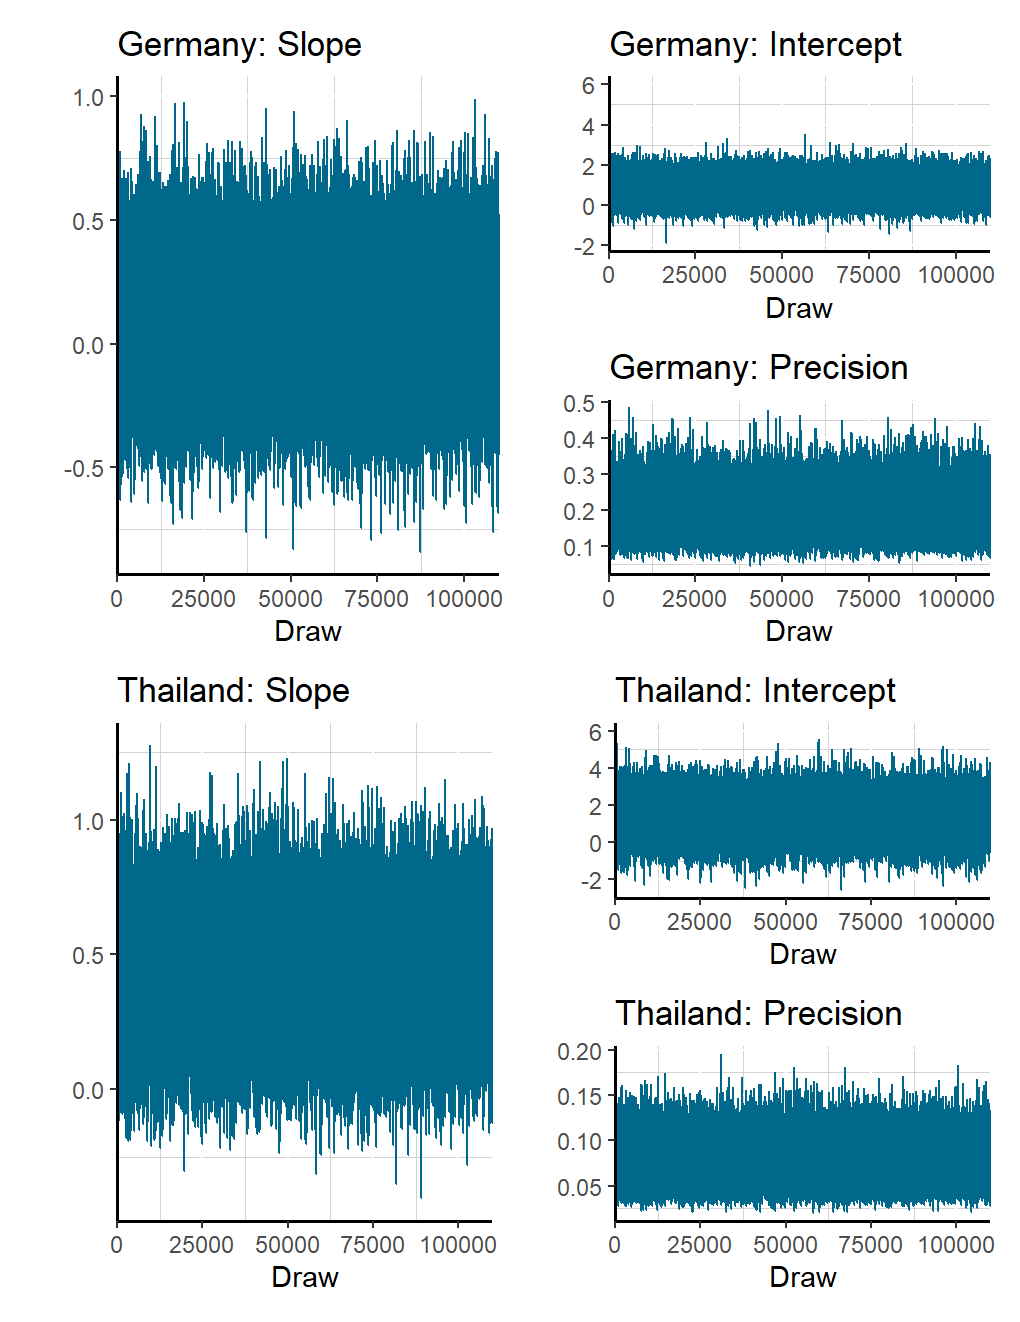 Germany: Slope
1.0
0.5
0.0
-0.5
0 25000 50000 75000 100000
Draw
Germany: Intercept
6
4
2
0
-2
0 25000 50000 75000 100000
Draw
Germany: Precision
0.5
0.4
0.3
0.2
0.1
0 25000 50000 75000 100000
Draw
Thailand: Slope
1.0
0.5
0.0
0 25000 50000 75000 100000
Draw
Thailand: Intercept
6
4
2
0
-2
0 25000 50000 75000 100000
Draw
Thailand: Precision
0.20
0.15
0.10
0.05
0 25000 50000 75000 100000
Draw